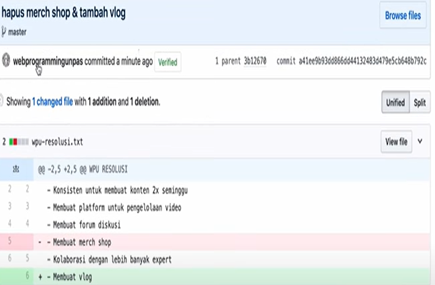 hapus merch shop & tambah vlog
Browse files
master
webprogrammingunpas committed a minute ago Verified 1 parent 3b12670 commit a41ee9b93dd866dd44132483d479e5cb648b792c
Showing 1 changed file with 1 addition and 1 deletion.
Unified Split
2 wpu-resolusi.txt View file
@@ -2,5 +2,5 @@ WPU RESOLUSI
2 2 - Konsisten untuk membuat konten 2x seminggu
3 3 - Membuat platform untuk pengelolaan video
4 4 - Membuat forum diskusi
5 - - Membuat merch shop
6 5 - Kolaborasi dengan lebih banyak expert
6 + - Membuat vlog